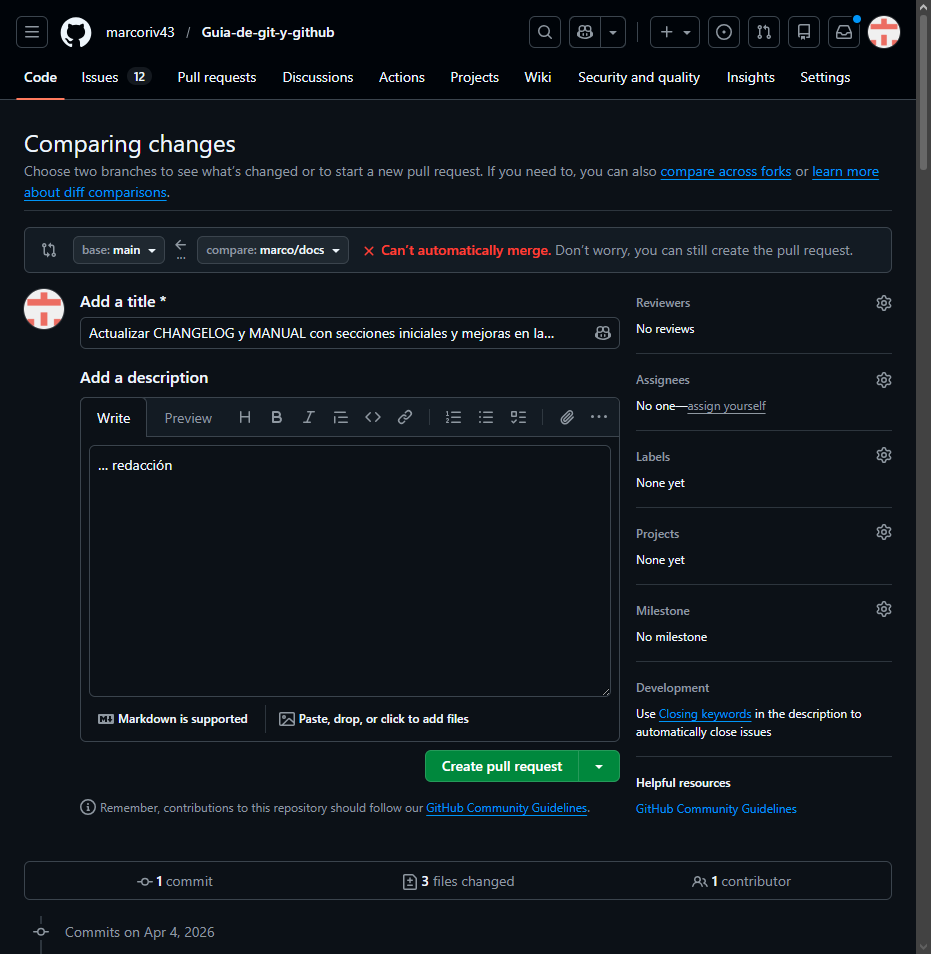 marcoriv43 / Guia-de-git-y-github
Code Issues 12 Pull requests Discussions Actions Projects Wiki Security and quality Insights Settings
Comparing changes
Choose two branches to see what's changed or to start a new pull request. If you need to, you can also compare across forks or learn more
about diff comparisons.
base: main ... compare: marco/docs Can't automatically merge. Don't worry, you can still create the pull request.
Add a title *
Actualizar CHANGELOG y MANUAL con secciones iniciales y mejoras en la...
Add a description
Write Preview
... redacción
Markdown is supported Paste, drop, or click to add files
Create pull request
Remember, contributions to this repository should follow our GitHub Community Guidelines.
Reviewers
No reviews
Assignees
No one—assign yourself
Labels
None yet
Projects
None yet
Milestone
No milestone
Development
Use Closing keywords in the description to
automatically close issues
Helpful resources
GitHub Community Guidelines
1 commit 3 files changed 1 contributor
Commits on Apr 4, 2026